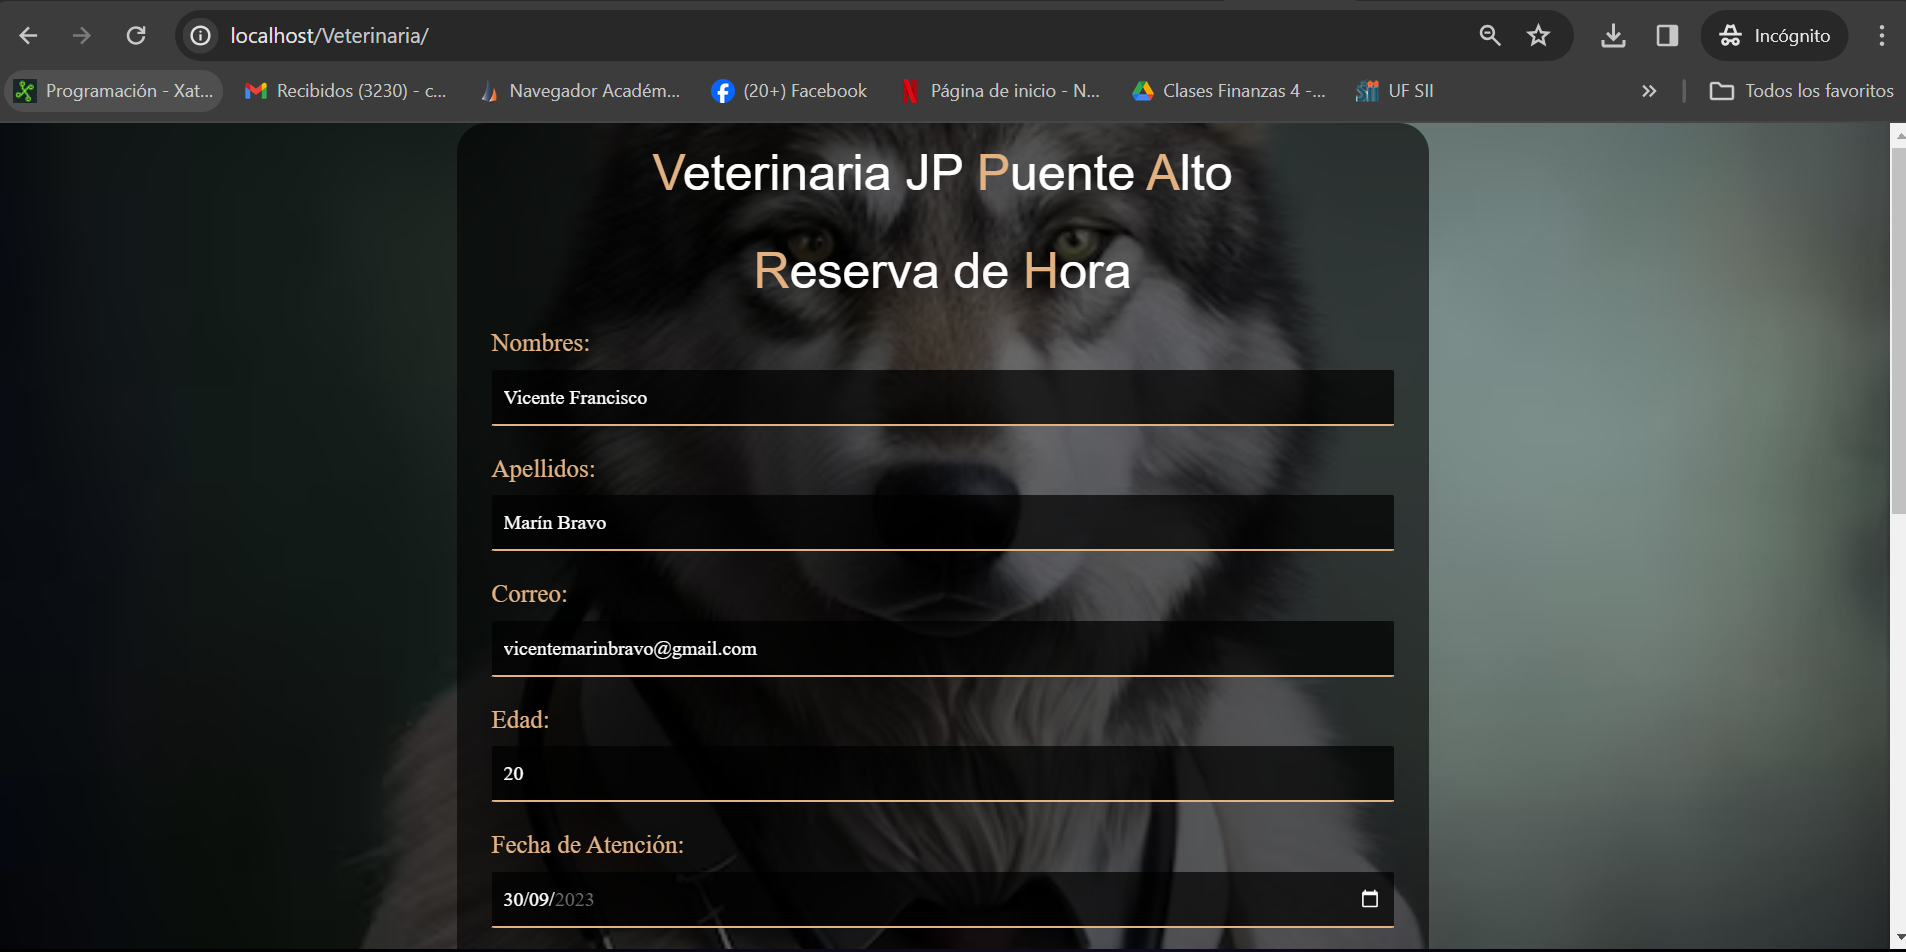 localhost/Veterinaria/
Incógnito
Programación - Xat...
Recibidos (3230) - c...
Navegador Académ...
(20+) Facebook
Página de inicio - N...
Clases Finanzas 4 -...
UF SII
Todos los favoritos
Veterinaria JP Puente Alto
Reserva de Hora
Nombres:
Vicente Francisco
Apellidos:
Marín Bravo
Correo:
vicentemarinbravo@gmail.com
Edad:
20
Fecha de Atención:
30/09/2023